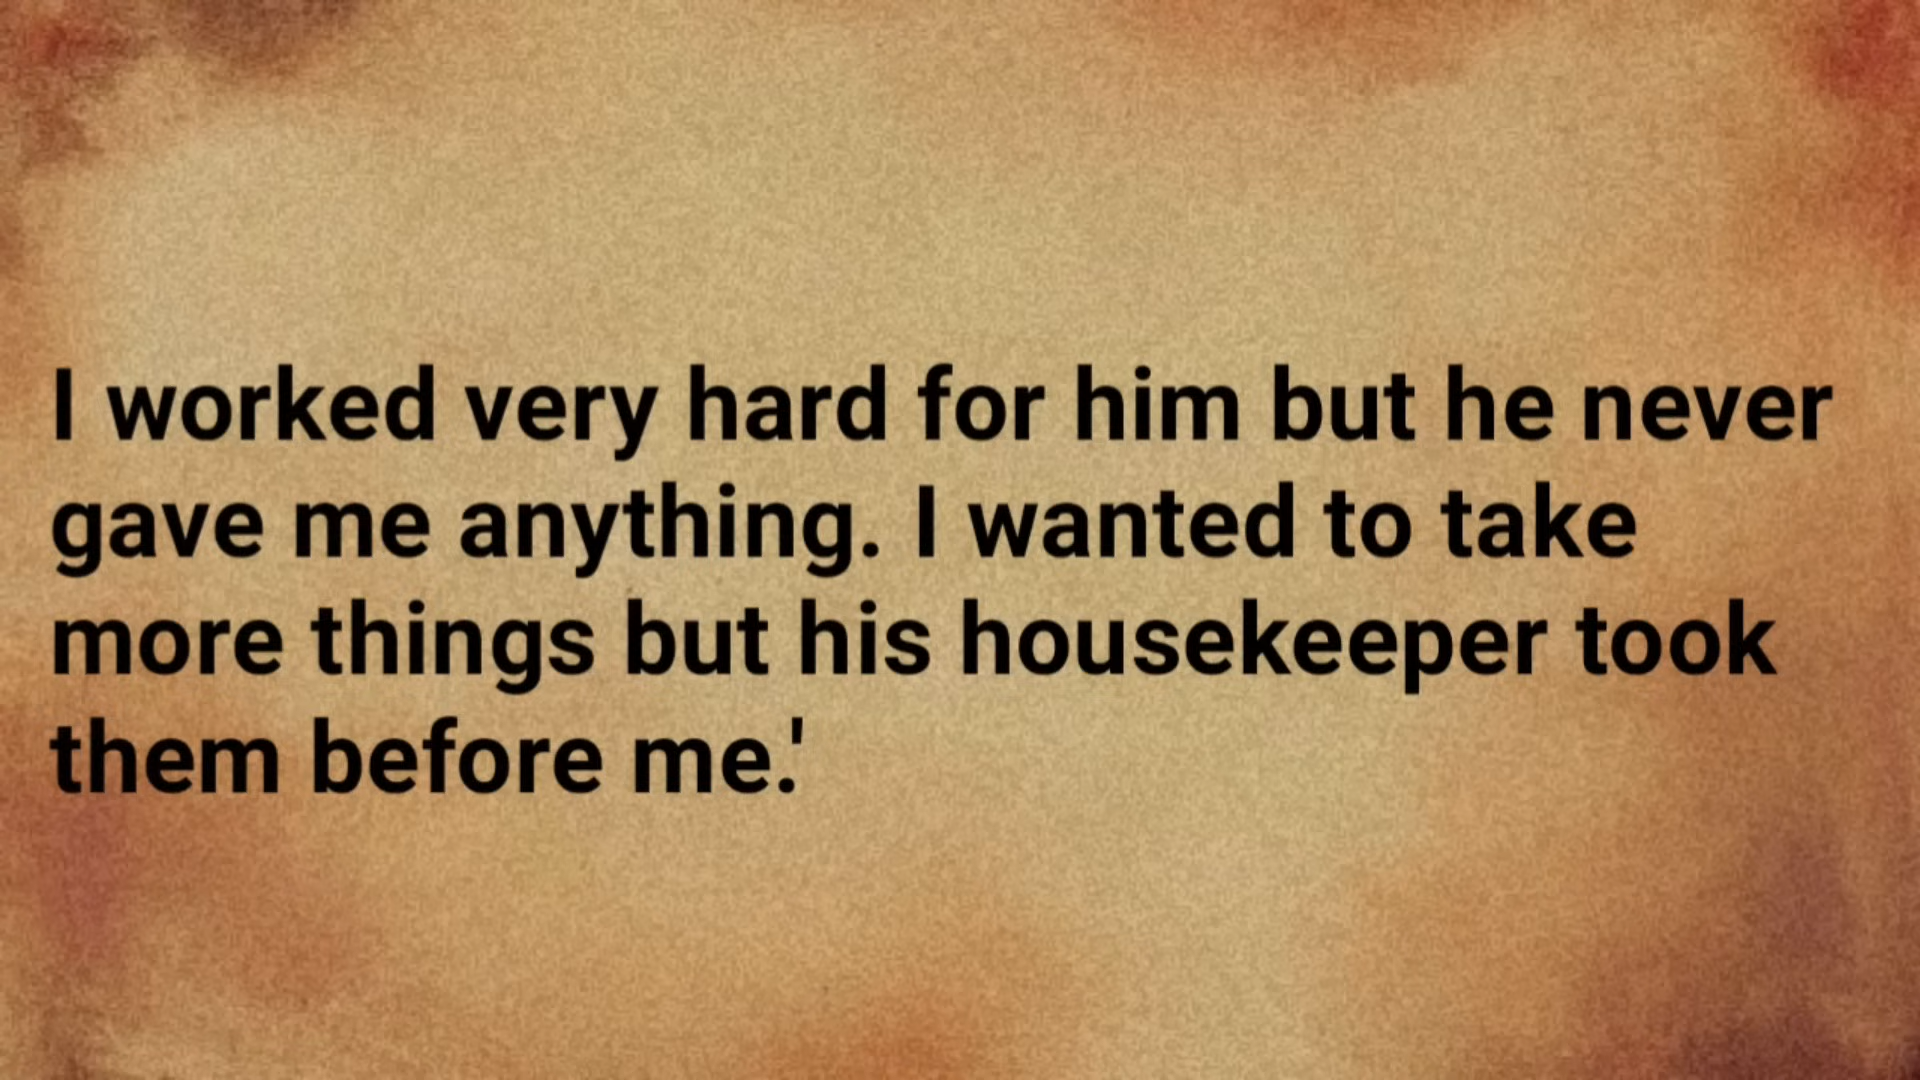 I worked very hard for him but he never
gave me anything. I wanted to take
more things but his housekeeper took
them before me.'